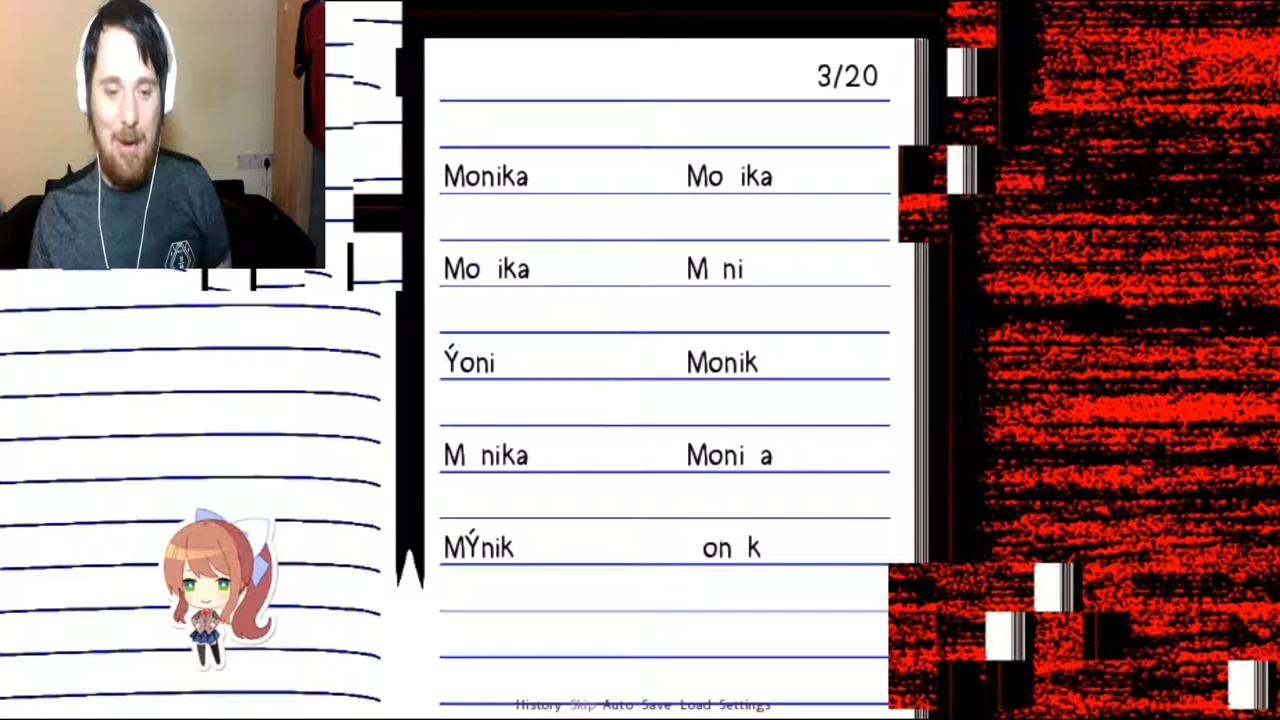 3/20
Monika Mo ika
Mo ika M ni
Ýoni Monik
M nika Moni a
MÝnik on k
History Skip Auto Save Load Settings